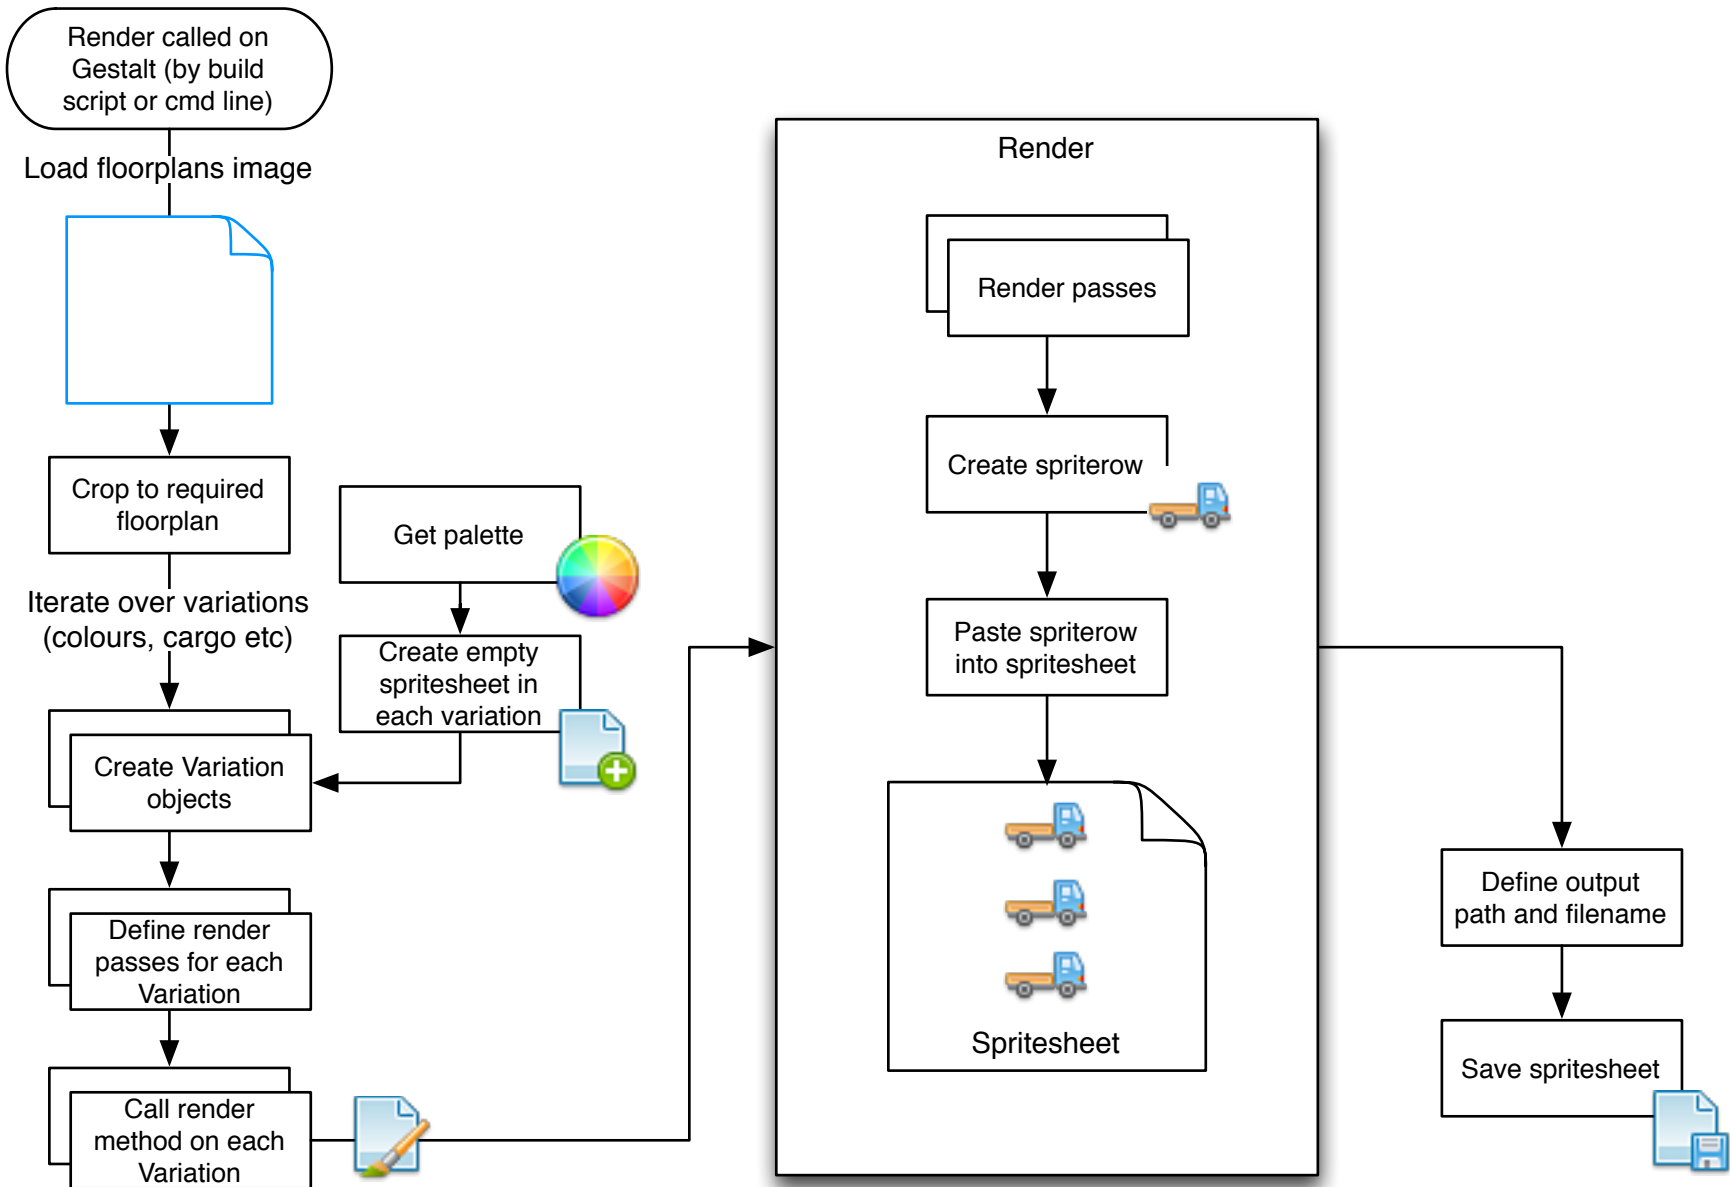 Render called on
Gestalt (by build
script or cmd line)
Load floorplans image
Crop to required
floorplan
Iterate over variations
(colours, cargo etc)
Get palette
Create empty
spritesheet in
each variation
Create Variation
objects
Define render
passes for each
Variation
Call render
method on each
Variation
Render
Render passes
Create spriterow
Paste spriterow
into spritesheet
Spritesheet
Define output
path and filename
Save spritesheet